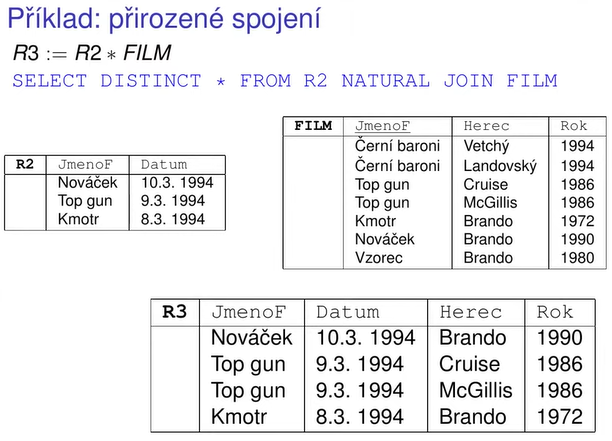 Příklad: přirozené spojení
R3 := R2 * FILM
SELECT DISTINCT * FROM R2 NATURAL JOIN FILM
R2 JmenoF Datum
Nováček 10.3. 1994
Top gun 9.3. 1994
Kmotr 8.3. 1994
FILM JmenoF Herec Rok
Černí baroni Vetchý 1994
Černí baroni Landovský 1994
Top gun Cruise 1986
Top gun McGillis 1986
Kmotr Brando 1972
Nováček Brando 1990
Vzorec Brando 1980
R3 JmenoF Datum Herec Rok
Nováček 10.3. 1994 Brando 1990
Top gun 9.3. 1994 Cruise 1986
Top gun 9.3. 1994 McGillis 1986
Kmotr 8.3. 1994 Brando 1972